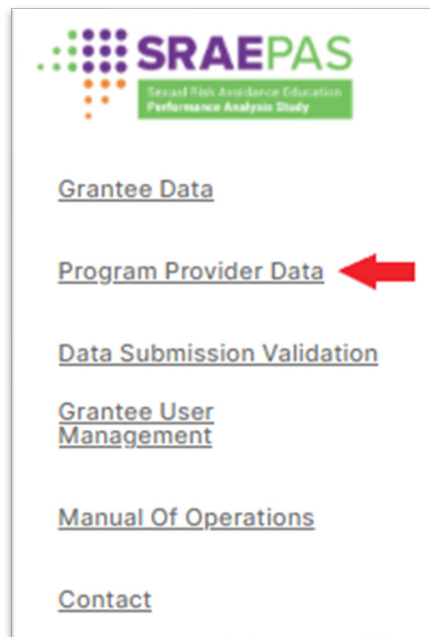 SRAEPAS
Sexual Risk Avoidance Education
Performance Analysis Study
Grantee Data
Program Provider Data
Data Submission Validation
Grantee User
Management
Manual Of Operations
Contact